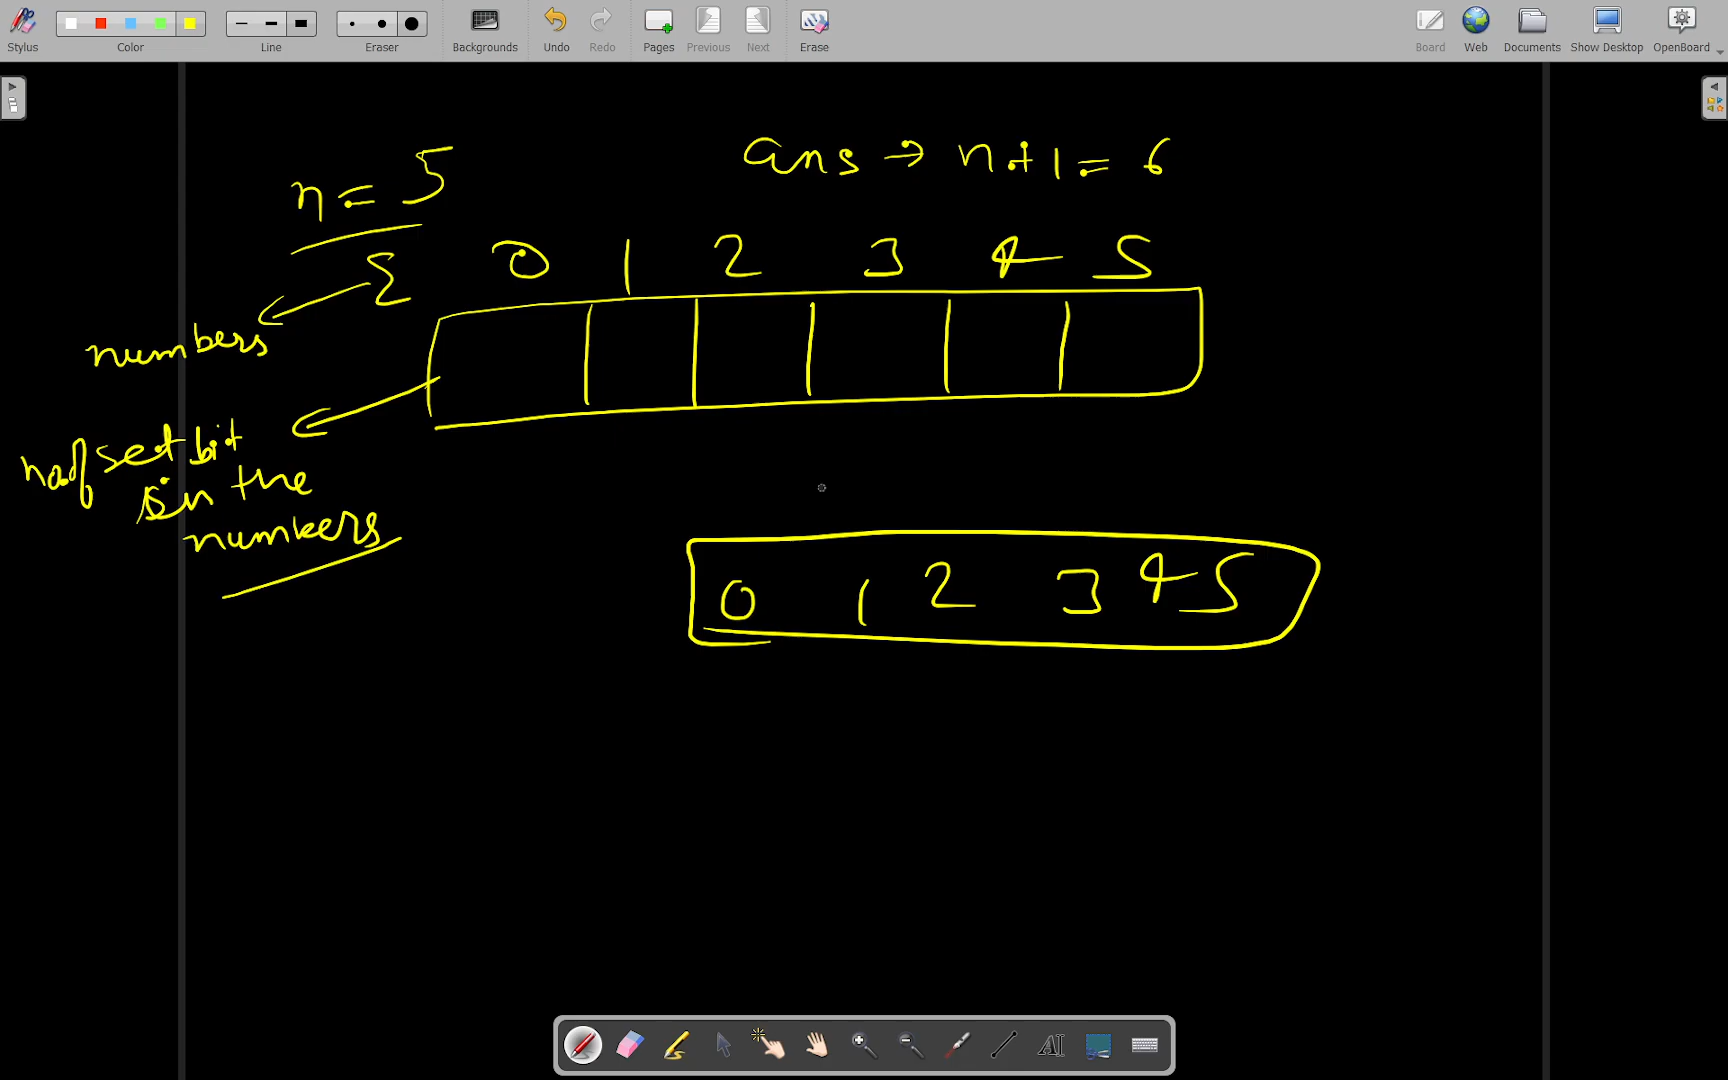 Stylus
Color
Line
Eraser
Backgrounds
Undo
Redo
Pages
Previous
Next
Erase
Board
Web
Documents
Show Desktop
OpenBoard
ans → n+1 = 6
n = 5
0 1 2 3 4 5
numbers
set bit
in the
numbers
0 1 2 3 4 5
AI